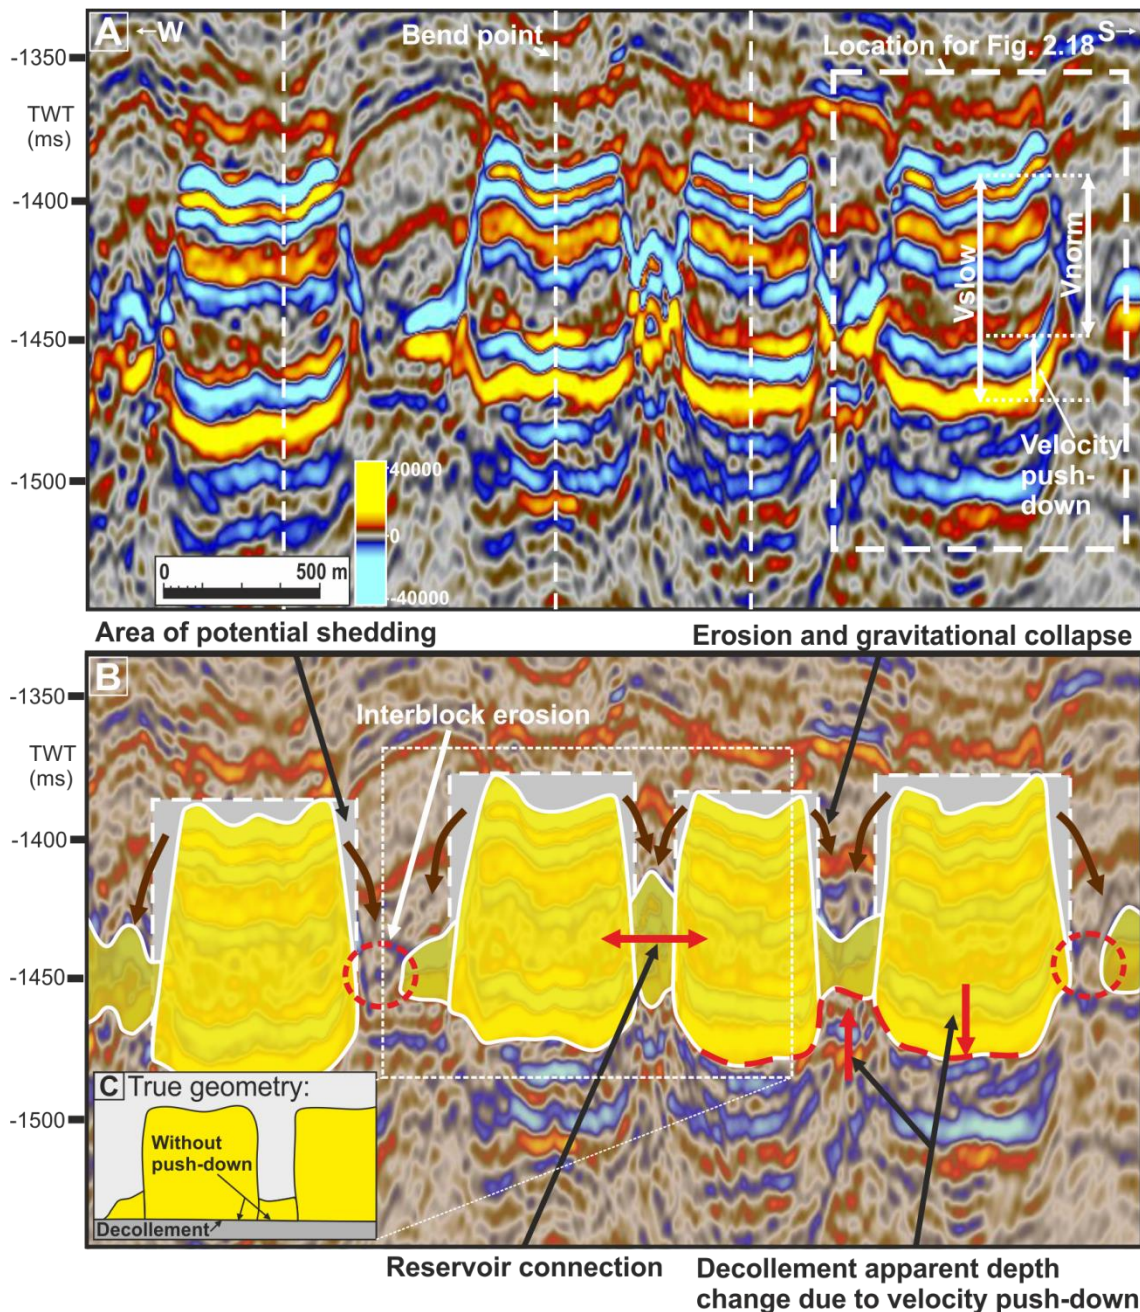 A ←W
Bend point
Location for Fig. 2.18
S→
-1350
TWT
(ms)
-1400
-1450
-1500
Vslow
Vnorm
Velocity
push-
down
40000
0
-40000
0 500 m
Area of potential shedding
Erosion and gravitational collapse
B
-1350
Interblock erosion
TWT
(ms)
-1400
-1450
-1500
C True geometry:
Without
push-down
Decollement
Reservoir connection
Decollement apparent depth
change due to velocity push-down